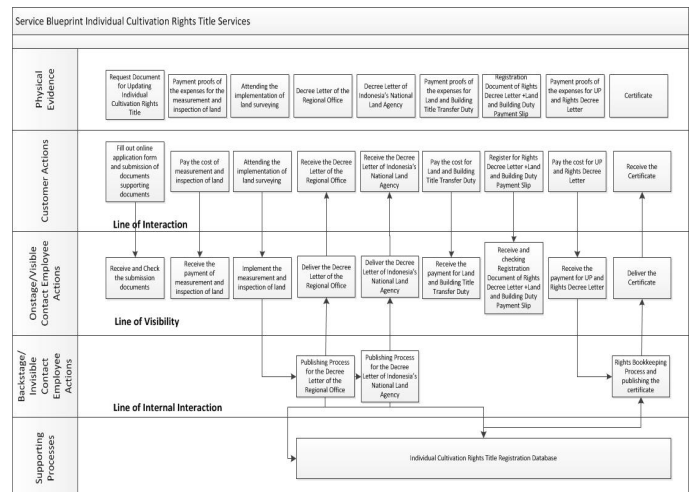 Service Blueprint Individual Cultivation Rights Title Services
Physical
Evidence
Request Document
for Updating
Individual
Cultivation Rights
Title
Payment proofs of
the expenses for the
measurement and
inspection of land
Attending the
implementation of
land surveying
Decree Letter of the
Regional Office
Decree Letter of
Indonesia's National
Land Agency
Payment proofs of
the expenses for
Land and Building
Title Transfer Duty
Registration
Document of Rights
Decree Letter +Land
and Building Duty
Payment Slip
Payment proofs of the
expenses for UP
and Rights Decree
Letter
Certificate
Customer Actions
Fill out online
application form
and submission of
documents
supporting
documents
Pay the cost of
measurement and
inspection of land
Attending the
implementation of
land surveying
Receive the Decree
Letter of the
Regional Office
Receive the Decree
Letter of Indonesia's
National Land
Agency
Pay the cost for
Land and Building
Title Transfer Duty
Register for Rights
Decree Letter +Land
and Building Duty
Payment Slip
Pay the cost for UP
and Rights Decree
Letter
Receive the
Certificate
Line of Interaction
Onstage/Visible
Contact Employee
Actions
Receive and Check
the submission
documents
Receive the
payment of
measurement and
inspection of land
Implement the
measurement and
inspection of land
Deliver the Decree
Letter of the
Regional Office
Deliver the Decree
Letter of Indonesia's
National Land
Agency
Receive the
payment for Land
and Building Title
Transfer Duty
Receive and
checking
Registration
Document of Rights
Decree Letter +Land
and Building Duty
Payment Slip
Receive the
payment for UP and
Rights Decree Letter
Deliver the
Certificate
Line of Visibility
Backstage/
Invisible
Contact
Employee
Actions
Publishing Process
for the Decree
Letter of the
Regional Office
Publishing Process
for the Decree
Letter of Indonesia's
National Land
Agency
Rights Bookkeeping
Process and
publishing the
certificate
Line of Internal Interaction
Supporting
Processes
Individual Cultivation Rights Title Registration Database